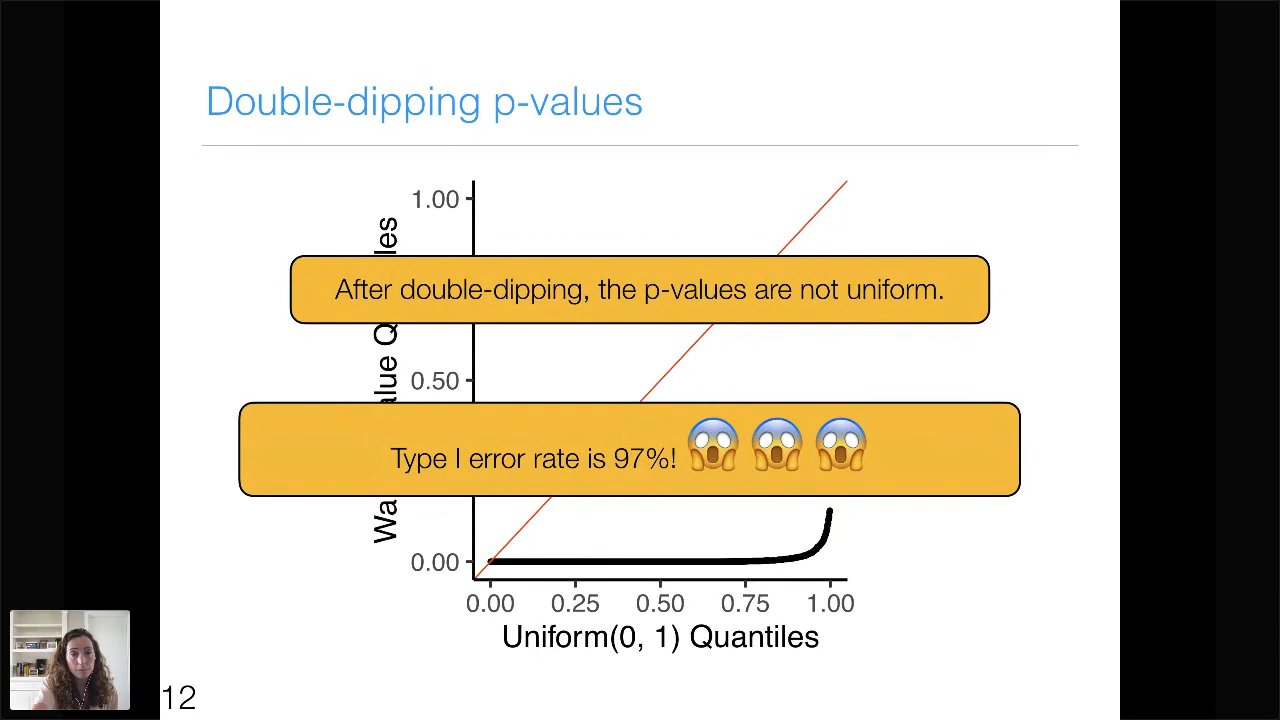 Double-dipping p-values
1.00
After double-dipping, the p-values are not uniform.
0.50
Type I error rate is 97%! 😱 😱 😱
0.00
0.00 0.25 0.50 0.75 1.00
Uniform(0, 1) Quantiles
12